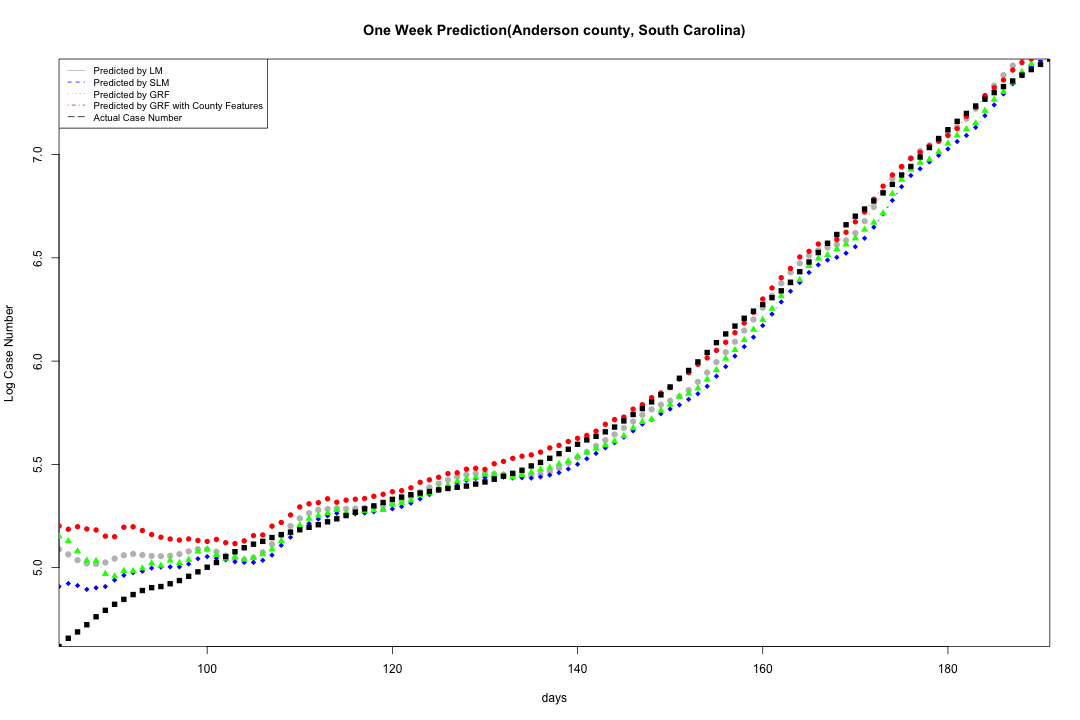 One Week Prediction(Anderson county, South Carolina)
Predicted by LM
Predicted by SLM
Predicted by GRF
Predicted by GRF with County Features
Actual Case Number
7.0
6.5
6.0
5.5
5.0
Log Case Number
100
120
140
160
180
days